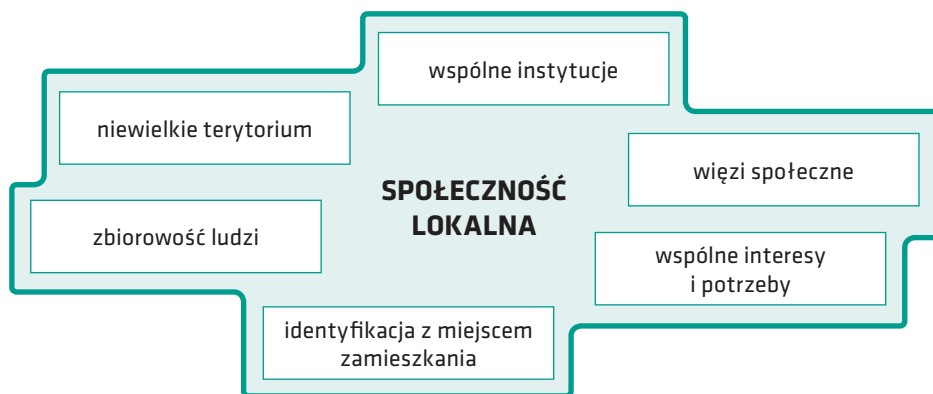 wspólne instytucje
niewielkie terytorium
więzi społeczne
SPOŁECZNOŚĆ
LOKALNA
zbiorowość ludzi
wspólne interesy
i potrzeby
identyfikacja z miejscem
zamieszkania